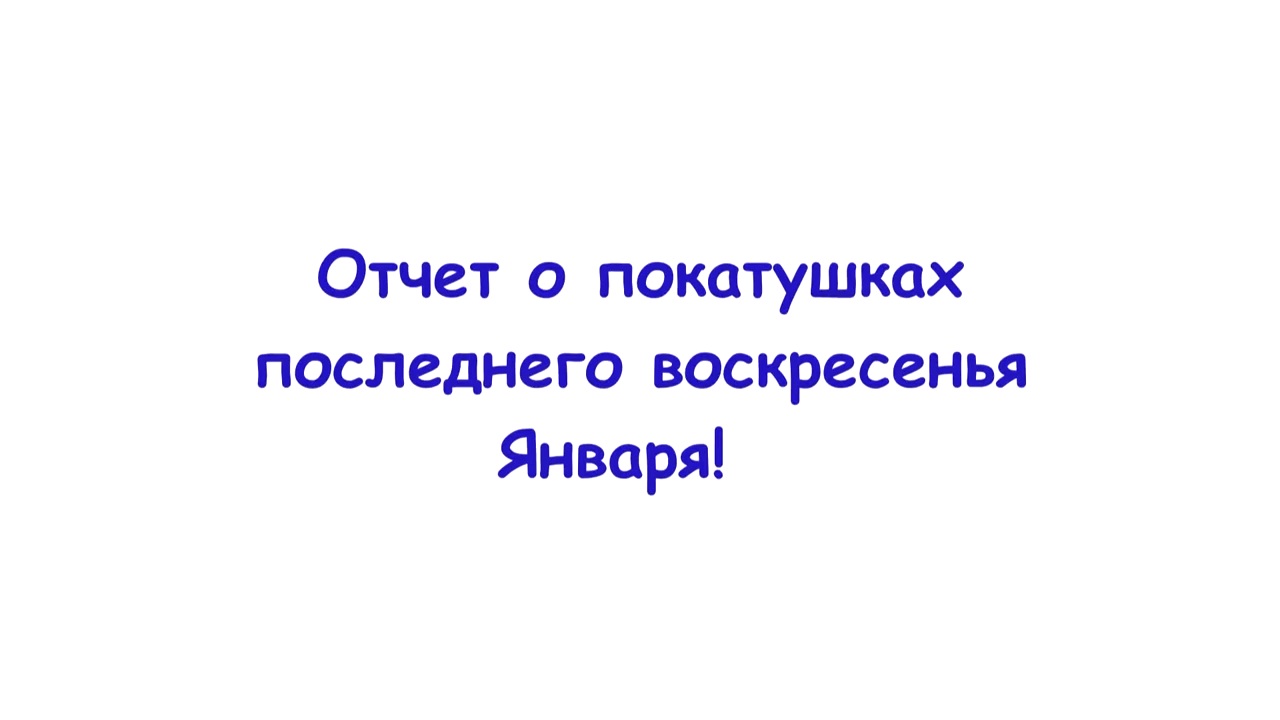 Отчет о покатушках
последнего воскресенья
Января!